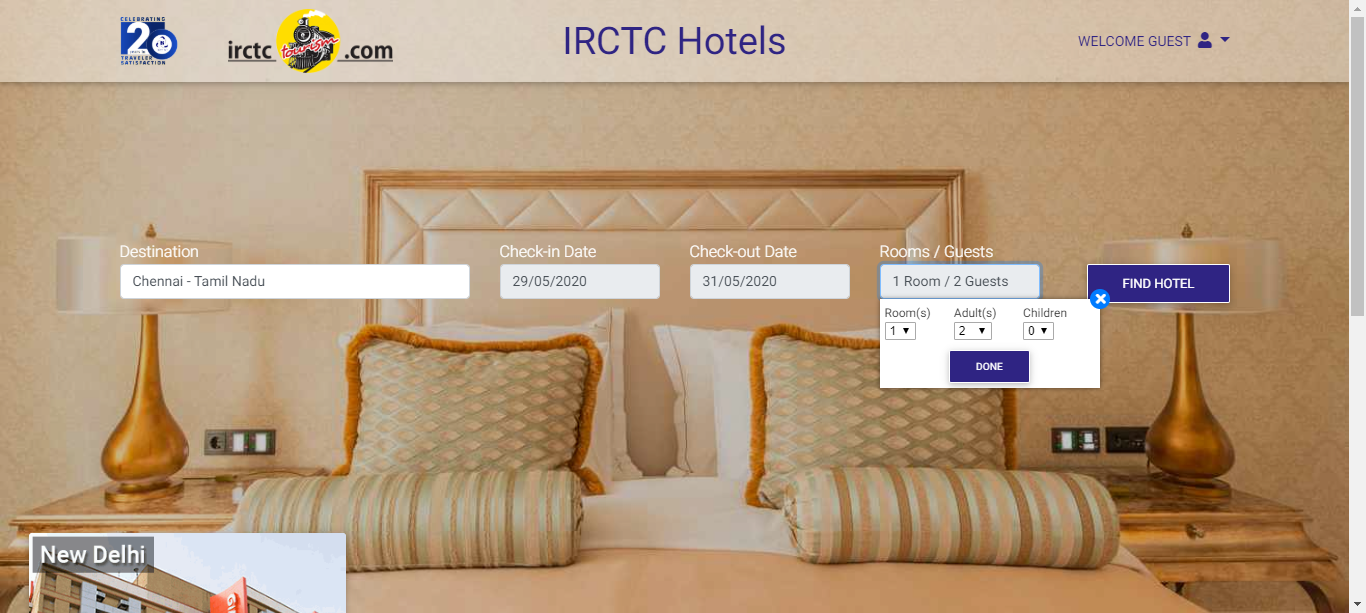 CELEBRATING
20
TRAVELER
SATISFACTION
irctc tourism .com
IRCTC Hotels
WELCOME GUEST
Destination
Check-in Date
Check-out Date
Rooms / Guests
Chennai - Tamil Nadu
29/05/2020
31/05/2020
1 Room / 2 Guests
FIND HOTEL
Room(s)
Adult(s)
Children
1
2
0
DONE
New Delhi